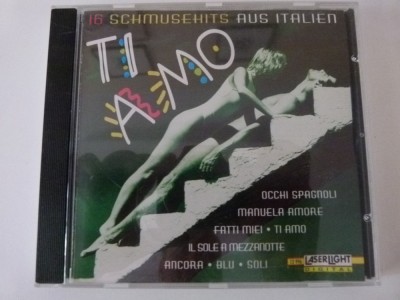 16 SCHMUSEHITS AUS ITALIEN
TI
AMO
OCCHI SPAGNOLI
MANUELA AMORE
FATTI MIEI • TI AMO
IL SOLE A MEZZANOTTE
ANCORA • BLU • SOLI
LASERLIGHT
DIGITAL